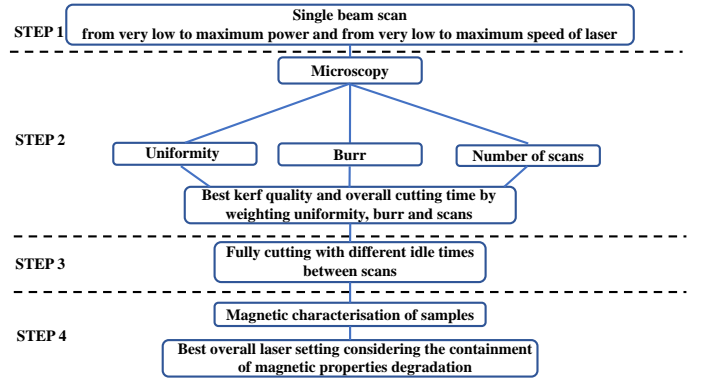 Single beam scan
STEP 1
from very low to maximum power and from very low to maximum speed of laser
Microscopy
STEP 2
Uniformity
Burr
Number of scans
Best kerf quality and overall cutting time by
weighting uniformity, burr and scans
STEP 3
Fully cutting with different idle times
between scans
Magnetic characterisation of samples
STEP 4
Best overall laser setting considering the containment
of magnetic properties degradation